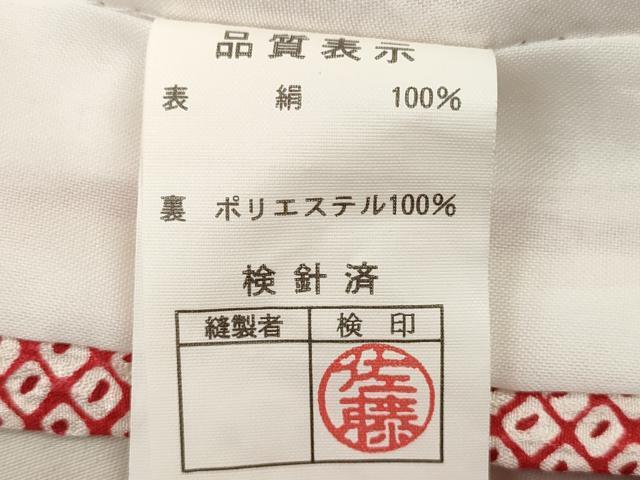 品質表示
表 絹 100%
裏 ポリエステル100%
検針済
縫製者 検印
佐藤